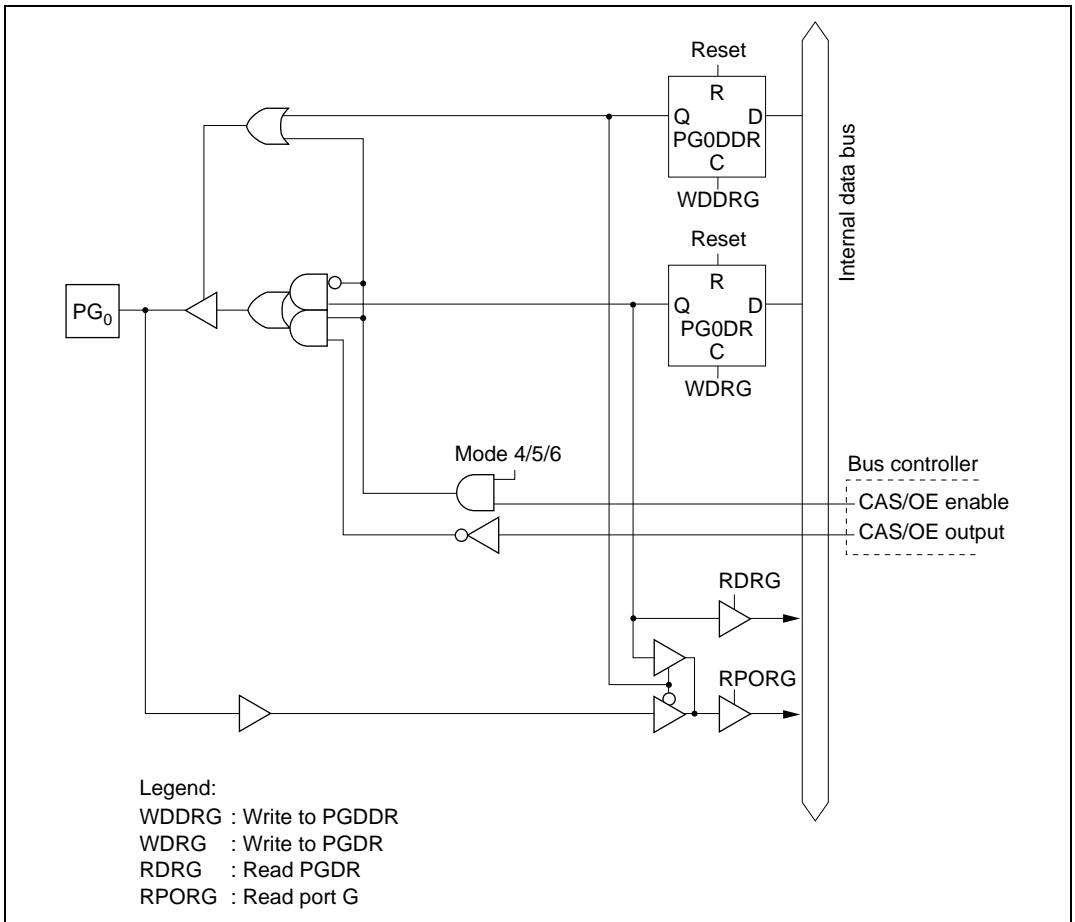 Reset
R
Q D
PG0DDR
C
WDDRG
Reset
R
Q D
PG0DR
C
WDRG
Internal data bus
PG0
Mode 4/5/6
Bus controller
CAS/OE enable
CAS/OE output
RDRG
RPORG
Legend:
WDDRG : Write to PGDDR
WDRG : Write to PGDR
RDRG : Read PGDR
RPORG : Read port G